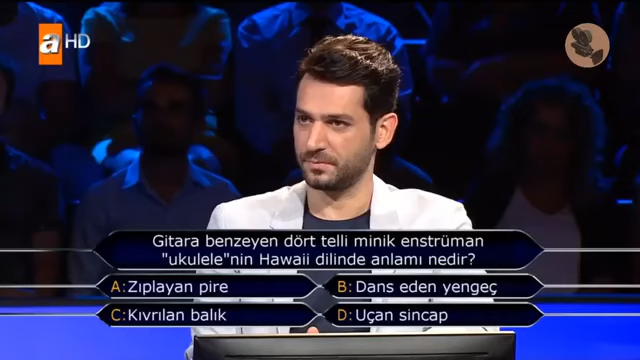 a HD
Gitara benzeyen dört telli minik enstrüman
"ukulele"nin Hawaii dilinde anlamı nedir?
A:Zıplayan pire
B:Dans eden yengeç
C:Kıvrılan balık
D:Uçan sincap